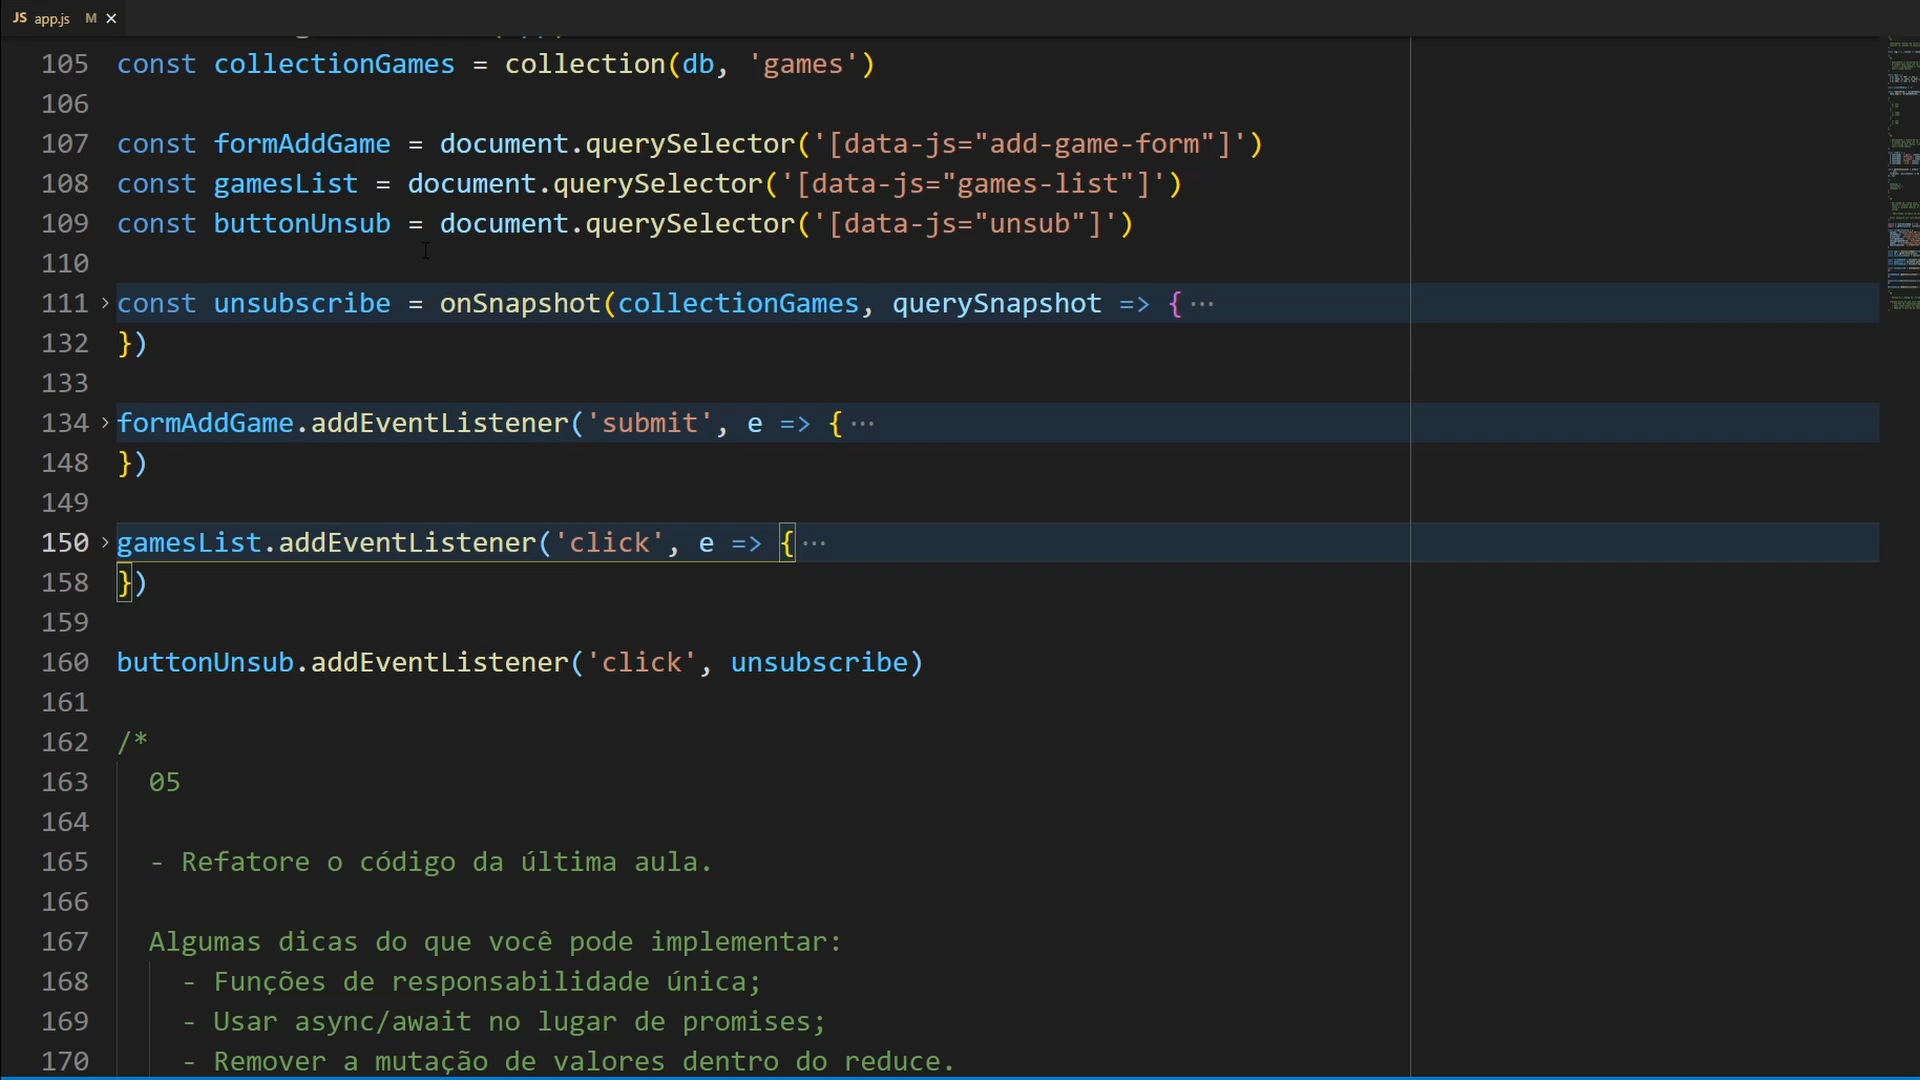 JS app.js M ×
105 const collectionGames = collection(db, 'games')
106
107 const formAddGame = document.querySelector('[data-js="add-game-form"]')
108 const gamesList = document.querySelector('[data-js="games-list"]')
109 const buttonUnsub = document.querySelector('[data-js="unsub"]')
110
111 const unsubscribe = onSnapshot(collectionGames, querySnapshot => { ···
132 })
133
134 formAddGame.addEventListener('submit', e => { ···
148 })
149
150 gamesList.addEventListener('click', e => { ···
158 })
159
160 buttonUnsub.addEventListener('click', unsubscribe)
161
162 /*
163 05
164
165 - Refatore o código da última aula.
166
167 Algumas dicas do que você pode implementar:
168 - Funções de responsabilidade única;
169 - Usar async/await no lugar de promises;
170 - Remover a mutação de valores dentro do reduce.